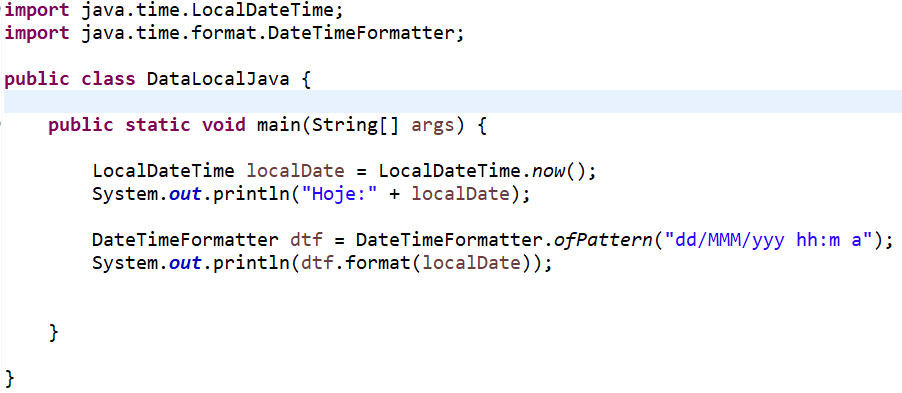 import java.time.LocalDateTime;
import java.time.format.DateTimeFormatter;
public class DataLocalJava {
public static void main(String[] args) {
LocalDateTime localDate = LocalDateTime.now();
System.out.println("Hoje:" + localDate);
DateTimeFormatter dtf = DateTimeFormatter.ofPattern("dd/MMM/yyy hh:m a");
System.out.println(dtf.format(localDate));
}
}